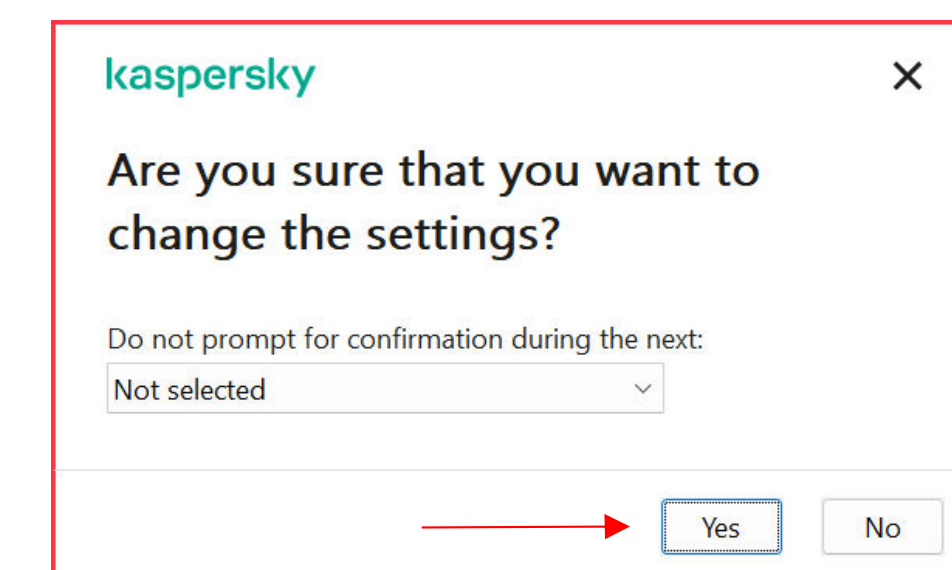 kaspersky
Are you sure that you want to
change the settings?
Do not prompt for confirmation during the next:
Not selected
Yes No